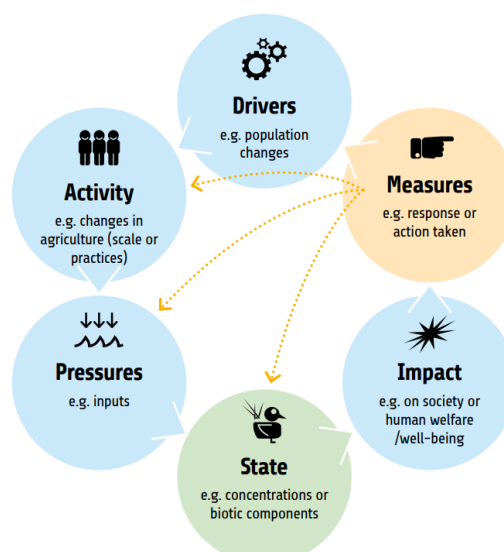 Drivers
e.g. population
changes
Activity
e.g. changes in
agriculture (scale or
practices)
Measures
e.g. response or
action taken
Pressures
e.g. inputs
Impact
e.g. on society or
human welfare
/well-being
State
e.g. concentrations or
biotic components